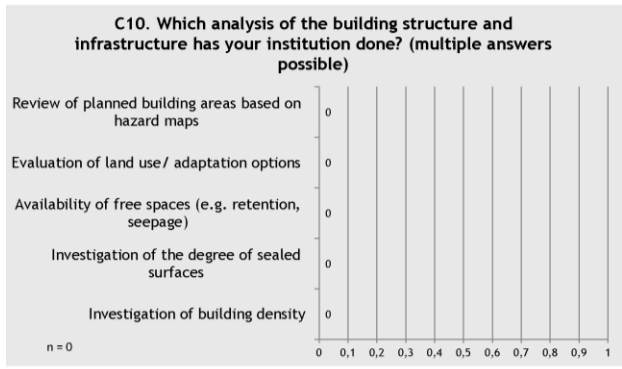 C10. Which analysis of the building structure and
infrastructure has your institution done? (multiple answers
possible)
Review of planned building areas based on
hazard maps
0
Evaluation of land use/ adaptation options
0
Availability of free spaces (e.g. retention,
seepage)
0
Investigation of the degree of sealed
surfaces
0
Investigation of building density
0
n = 0
0 0,1 0,2 0,3 0,4 0,5 0,6 0,7 0,8 0,9 1